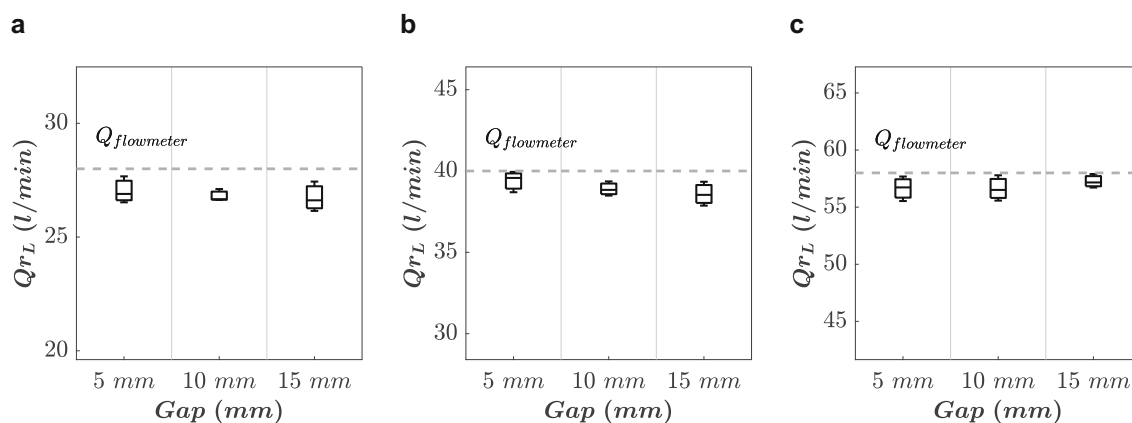 a
30
25
20
Qr_L (l/min)
Q_flowmeter
5 mm 10 mm 15 mm
Gap (mm)
b
45
40
35
30
Qr_L (l/min)
Q_flowmeter
5 mm 10 mm 15 mm
Gap (mm)
c
65
60
55
50
45
Qr_L (l/min)
Q_flowmeter
5 mm 10 mm 15 mm
Gap (mm)